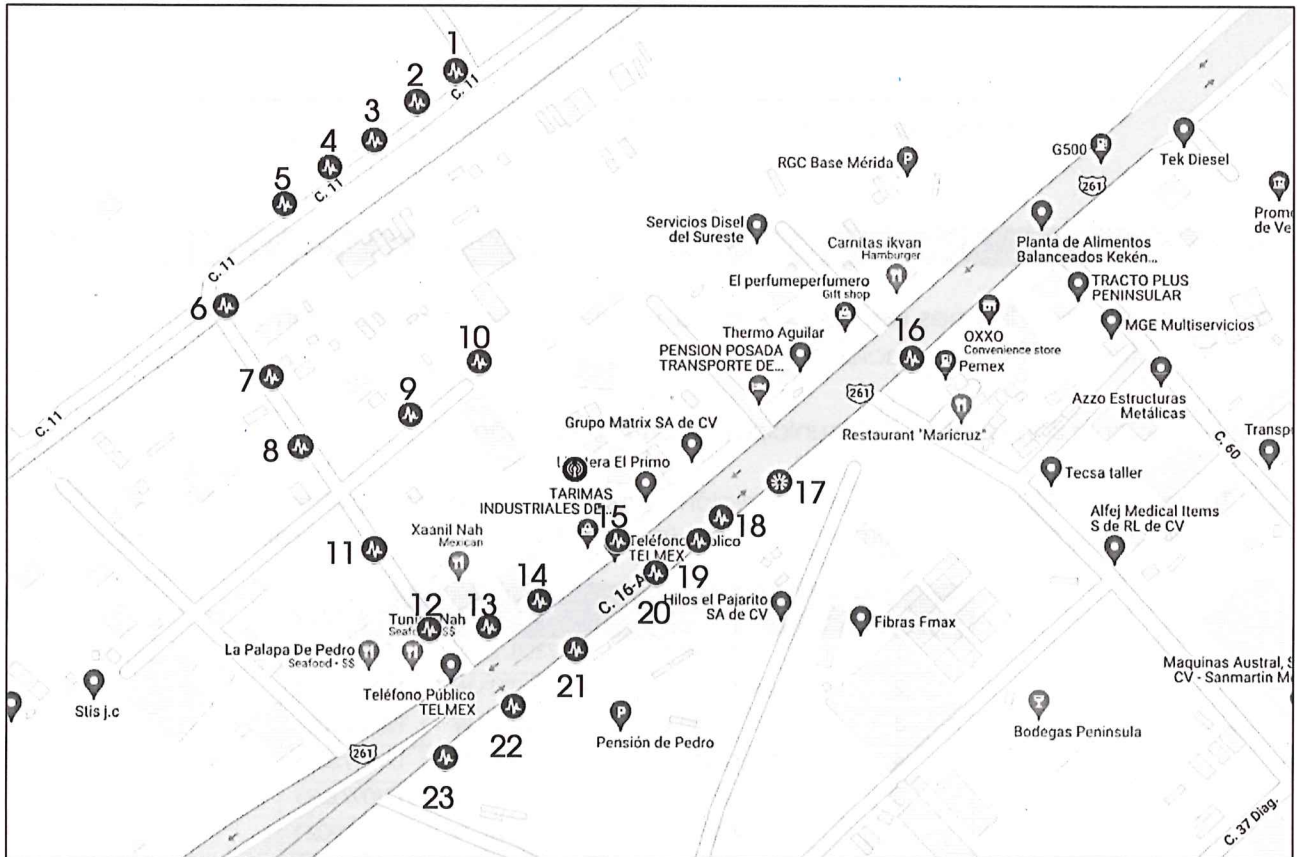 1
C. 11
2
3
4
C. 11
5
C. 11
6
C. 11
7
8
9
10
G500
261
Tek Diesel
RGC Base Mérida
Servicios Disel
del Sureste
Planta de Alimentos
Balanceados Kekén...
Carnitas ikvan
Hamburger
El perfumeperfumero
Gift shop
TRACTO PLUS
PENINSULAR
MGE Multiservicios
Thermo Aguilar
16
OXXO
Convenience store
Pemex
PENSION POSADA
TRANSPORTE DE...
261
Azzo Estructuras
Metálicas
Restaurant "Maricruz"
Grupo Matrix SA de CV
C. 60
El Primo
Tecsa taller
TARIMAS
INDUSTRIALES DE...
17
18
15
Teléfono Público
TELMEX
Alfej Medical Items
S de RL de CV
11
Xaanil Nah
Mexican
19
14
20
Hilos el Pajarito
SA de CV
Fibras Fmax
12
13
Nah
La Palapa De Pedro
Seafood • $$
21
Teléfono Público
TELMEX
22
Pensión de Pedro
Stis j.c
Maquinas Austral,
CV - Sanmartin
Bodegas Peninsula
261
23
C. 37 Diag.